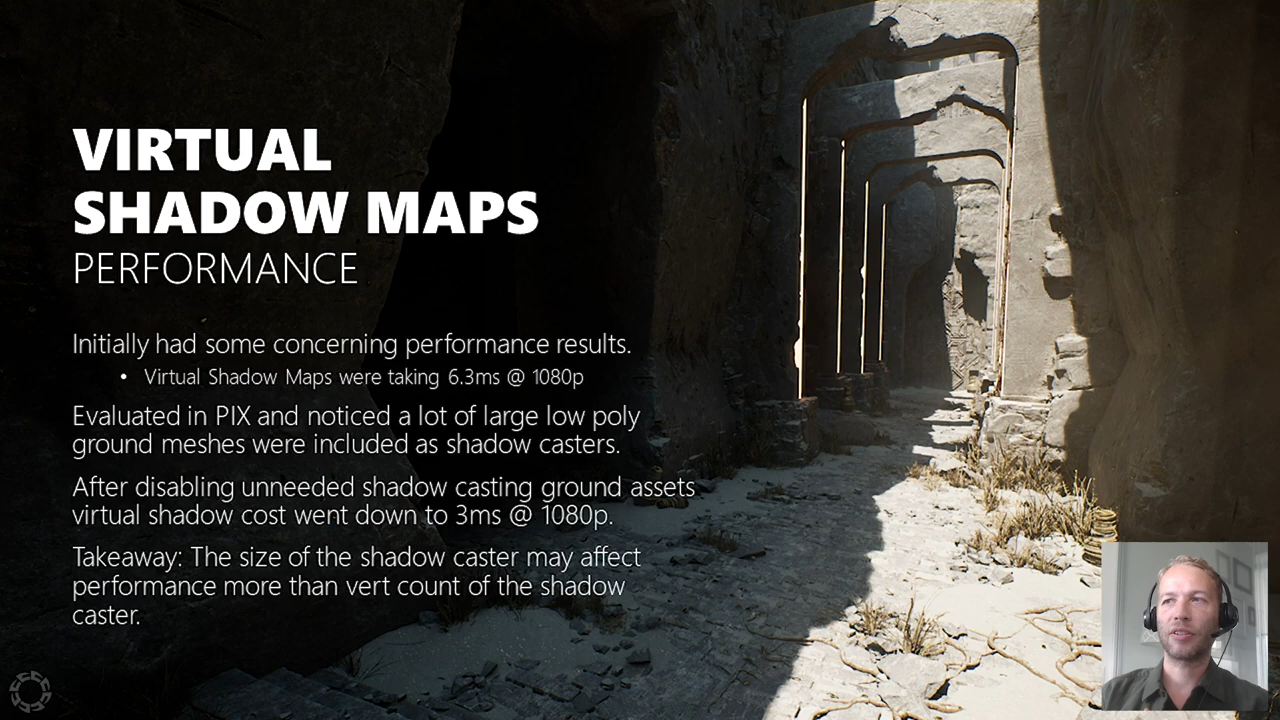 VIRTUAL
SHADOW MAPS
PERFORMANCE
Initially had some concerning performance results.
• Virtual Shadow Maps were taking 6.3ms @ 1080p
Evaluated in PIX and noticed a lot of large low poly
ground meshes were included as shadow casters.
After disabling unneeded shadow casting ground assets
virtual shadow cost went down to 3ms @ 1080p.
Takeaway: The size of the shadow caster may affect
performance more than vert count of the shadow
caster.